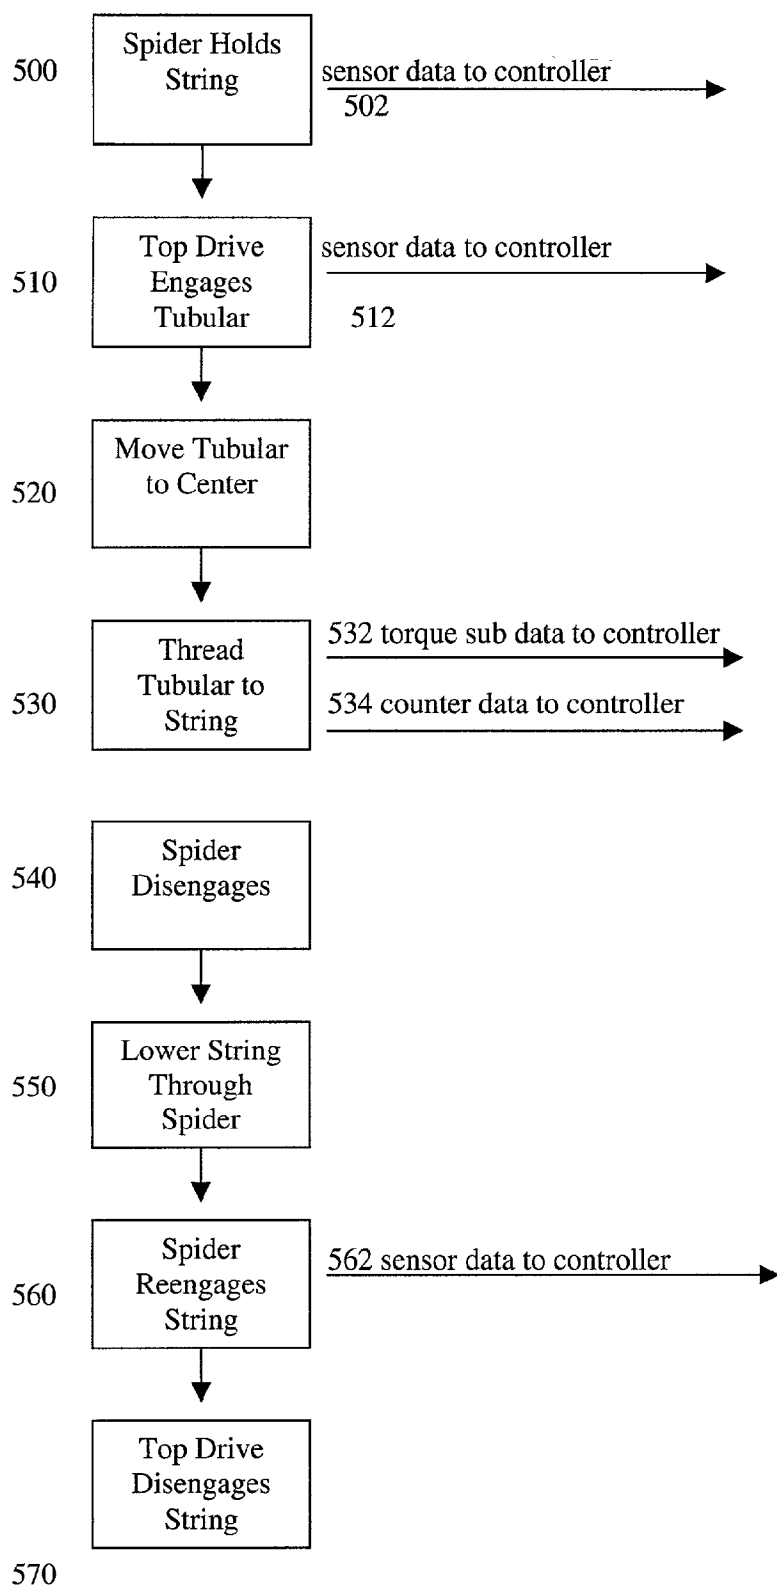 500
Spider Holds
String
sensor data to controller
502
510
Top Drive
Engages
Tubular
sensor data to controller
512
520
Move Tubular
to Center
530
Thread
Tubular to
String
532 torque sub data to controller
534 counter data to controller
540
Spider
Disengages
550
Lower String
Through
Spider
560
Spider
Reengages
String
562 sensor data to controller
Top Drive
Disengages
String
570